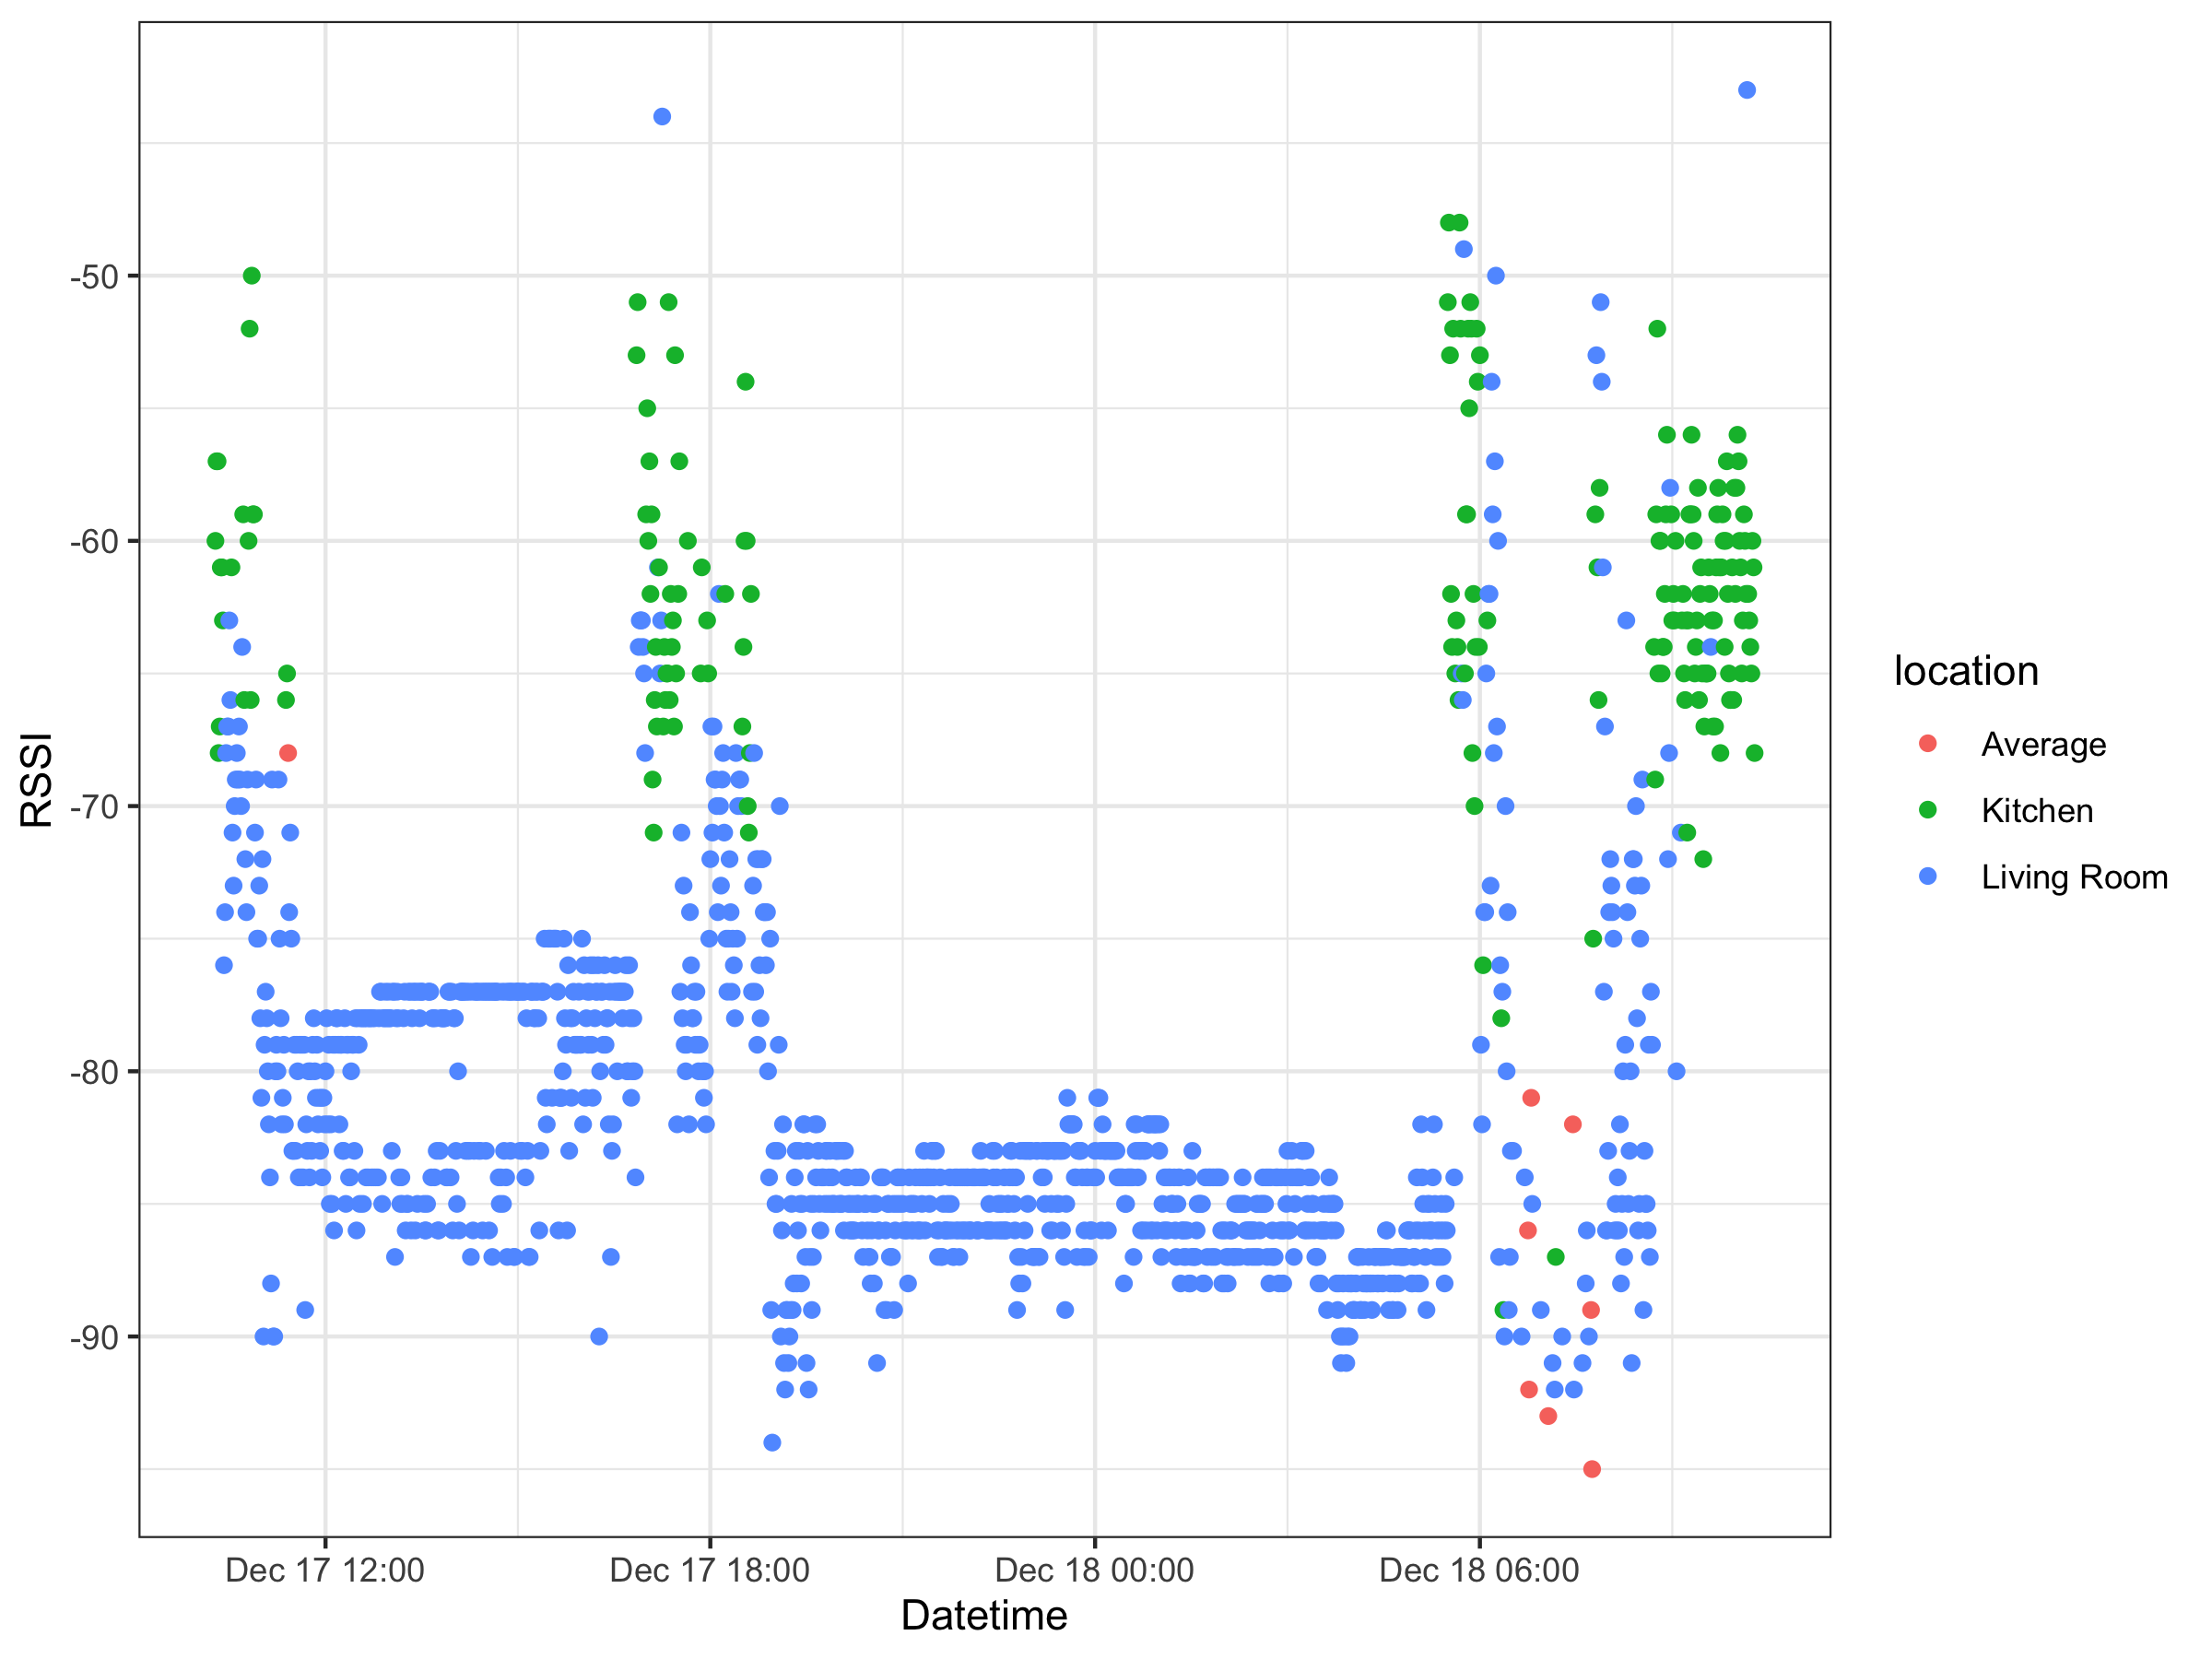 RSSI
-50
-60
-70
-80
-90
Dec 17 12:00
Dec 17 18:00
Dec 18 00:00
Dec 18 06:00
Datetime
location
Average
Kitchen
Living Room